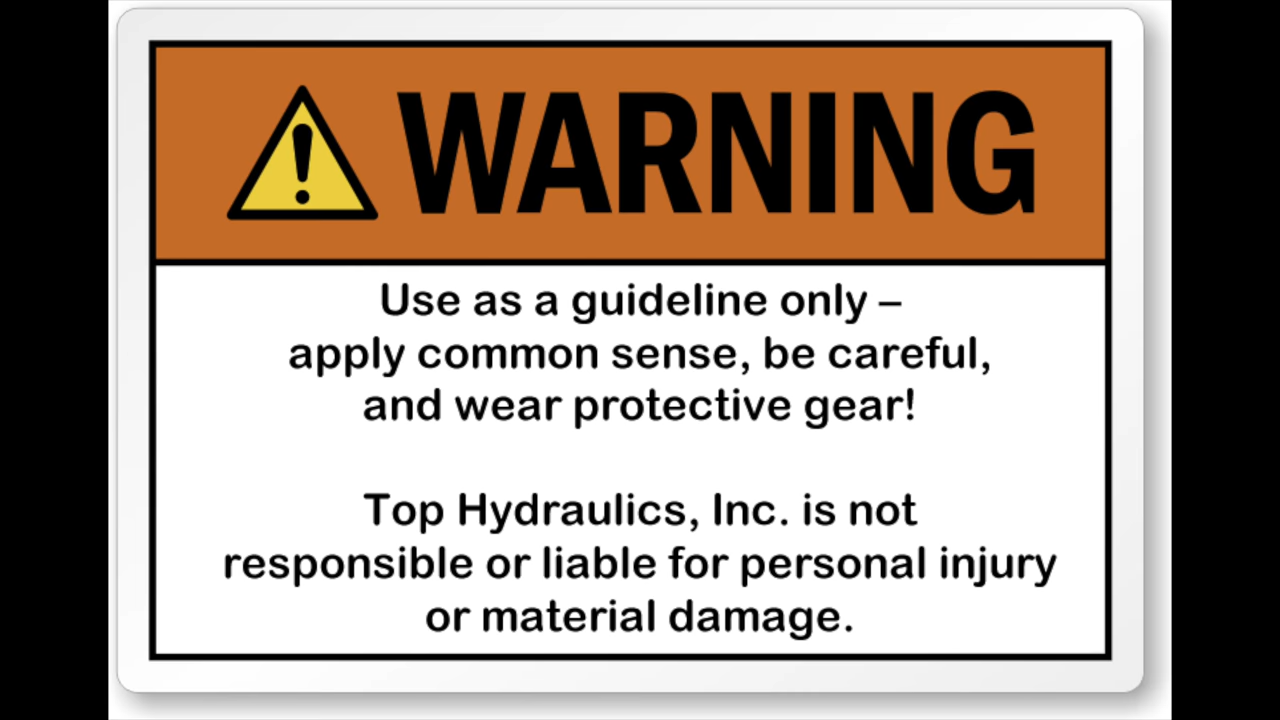 WARNING
Use as a guideline only –
apply common sense, be careful,
and wear protective gear!
Top Hydraulics, Inc. is not
responsible or liable for personal injury
or material damage.